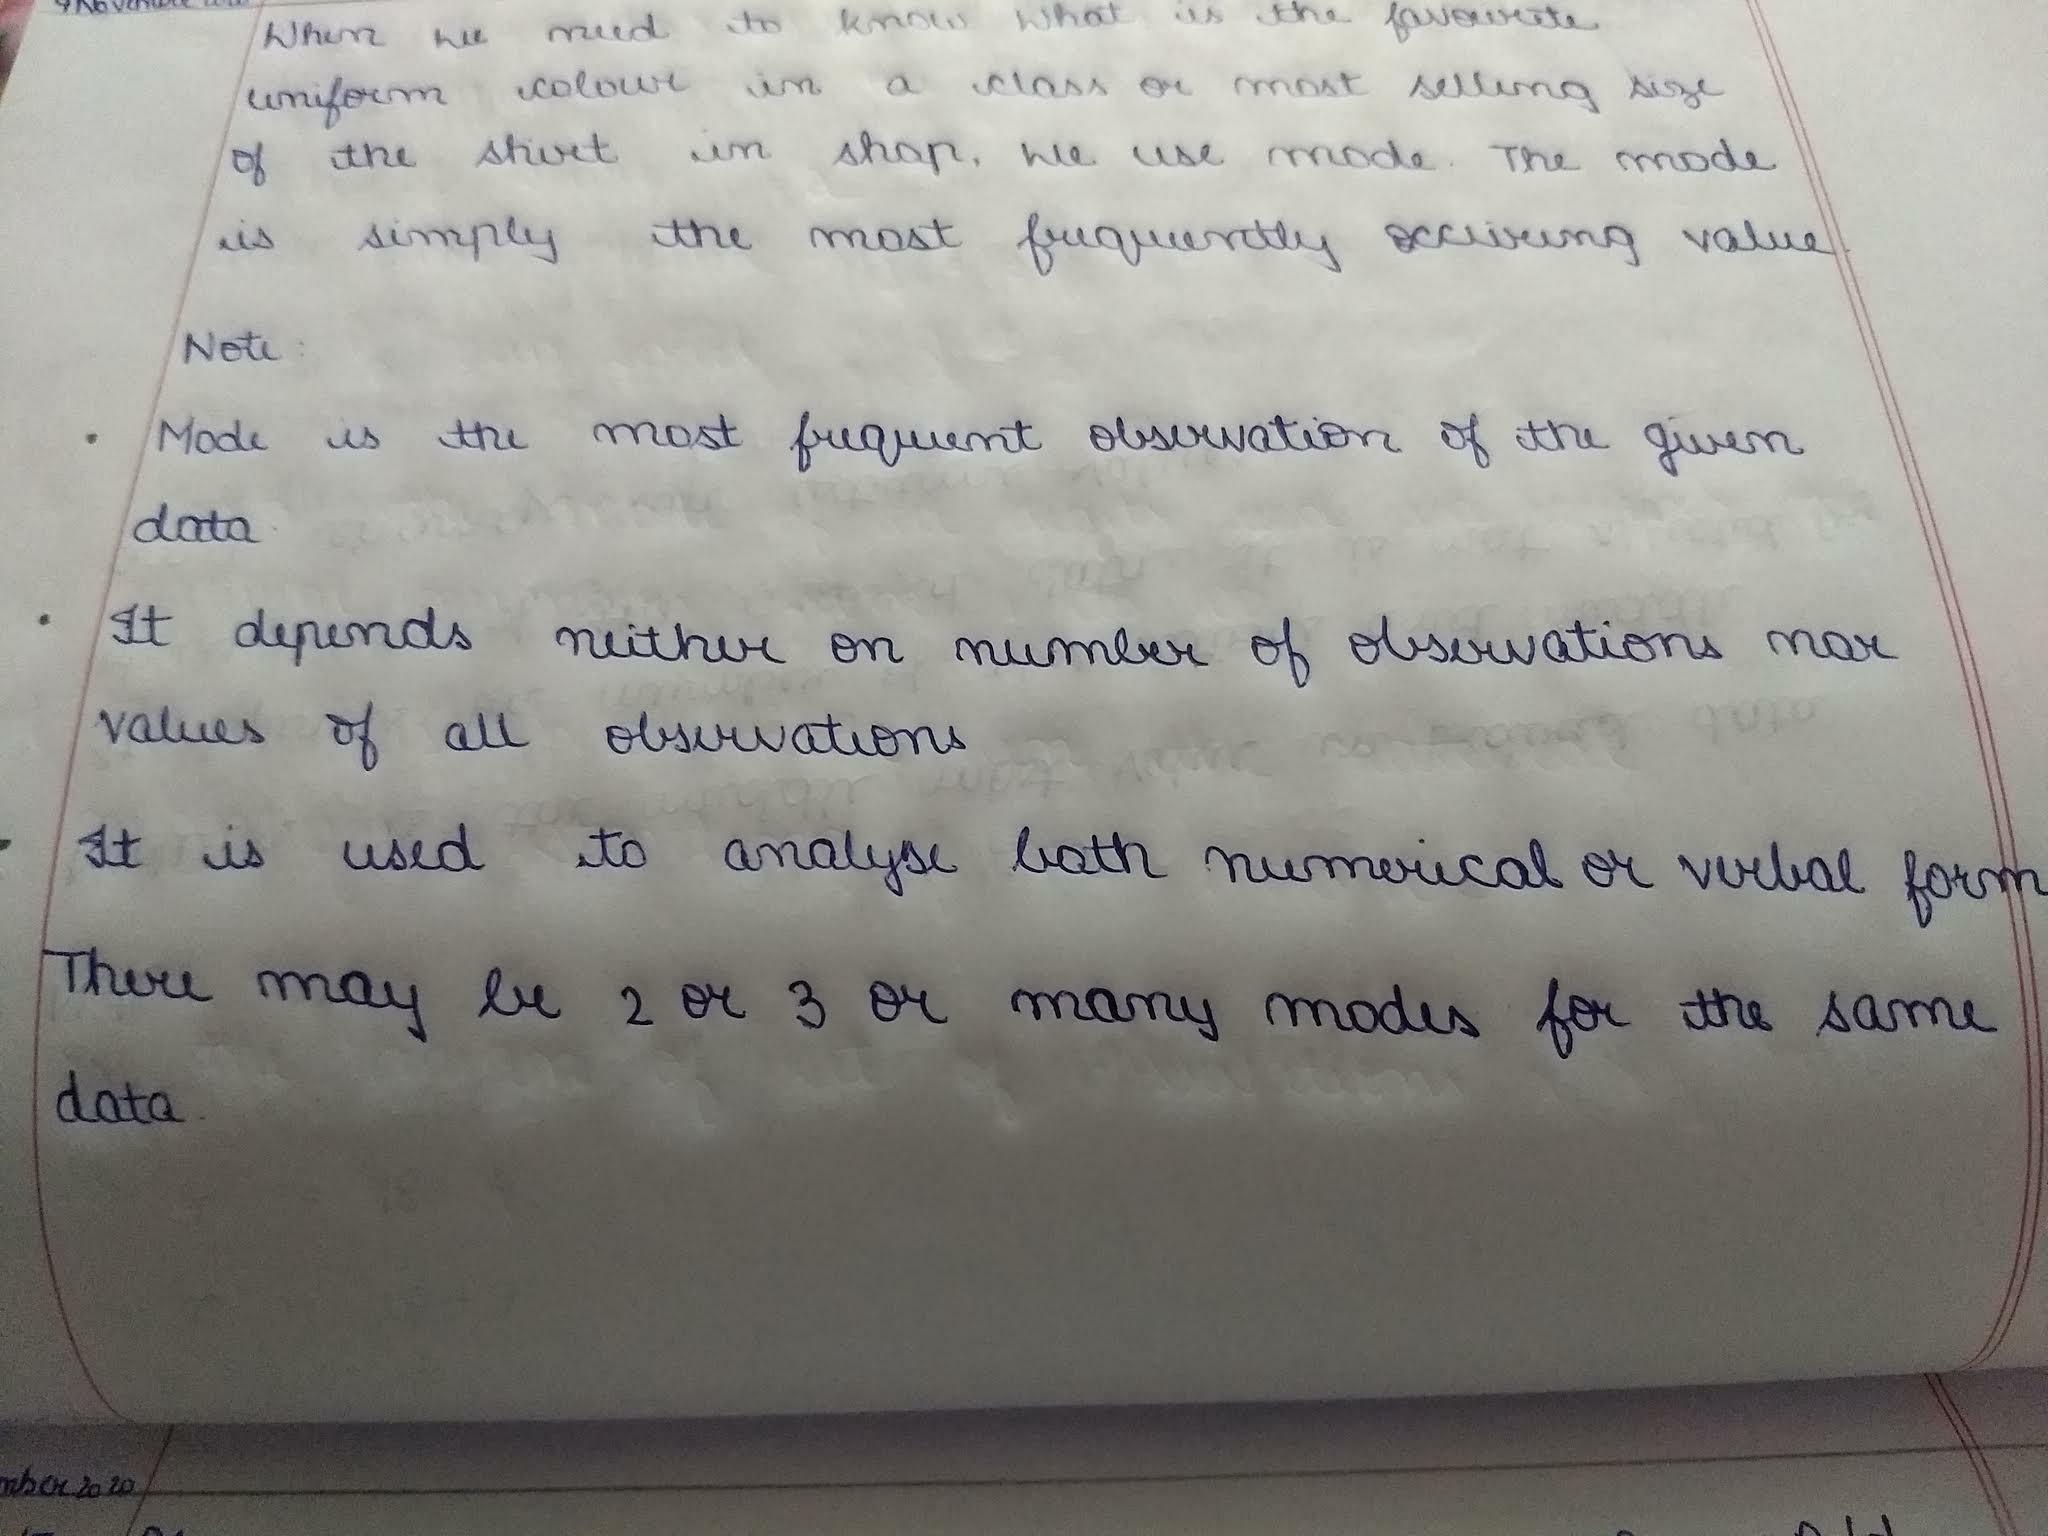 When we need to know what is the favourite
uniform colour in a class or most selling size
of the shirt in shop, we use mode. The mode
is simply the most frequently occuring value.
Note:
• Mode is the most frequent observation of the given
data.
• It depends neither on number of observations nor
values of all observations
• It is used to analyse both numerical or verbal form
There may be 2 or 3 or many modes for the same
data.
mber 2020